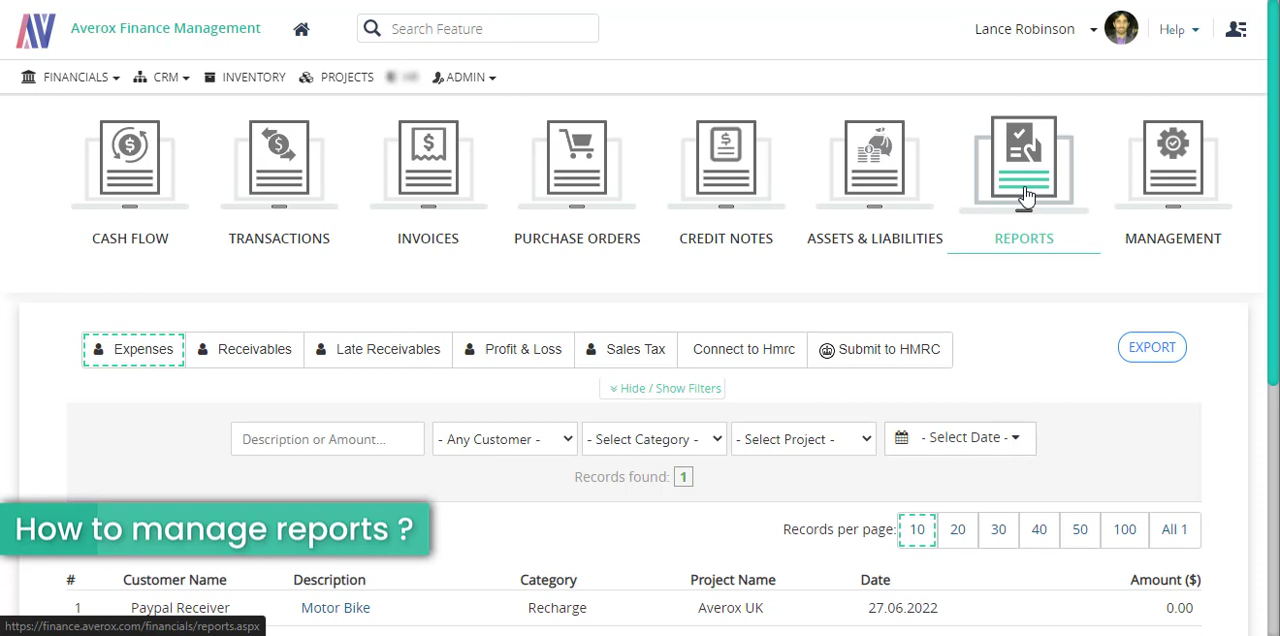 AV Averox Finance Management Search Feature Lance Robinson Help
FINANCIALS CRM INVENTORY PROJECTS ADMIN
CASH FLOW TRANSACTIONS INVOICES PURCHASE ORDERS CREDIT NOTES ASSETS & LIABILITIES REPORTS MANAGEMENT
Expenses Receivables Late Receivables Profit & Loss Sales Tax Connect to Hmrc Submit to HMRC EXPORT
Hide / Show Filters
Description or Amount... - Any Customer - - Select Category - - Select Project - - Select Date -
Records found: 1
How to manage reports ?
Records per page: 10 20 30 40 50 100 All 1
# Customer Name Description Category Project Name Date Amount ($)
1 Paypal Receiver Motor Bike Recharge Averox UK 27.06.2022 0.00
https://finance.averox.com/financials/reports.aspx